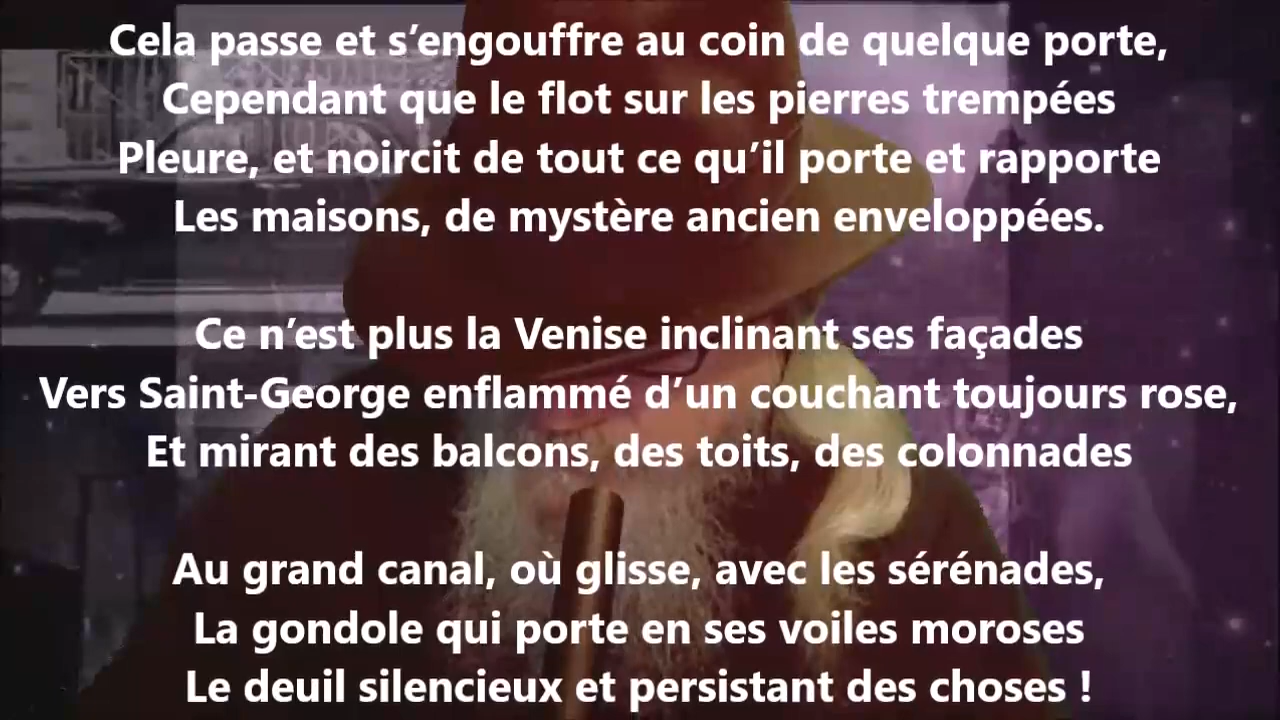 Cela passe et s’engouffre au coin de quelque porte,
Cependant que le flot sur les pierres trempées
Pleure, et noircit de tout ce qu’il porte et rapporte
Les maisons, de mystère ancien enveloppées.
Ce n’est plus la Venise inclinant ses façades
Vers Saint-George enflammé d’un couchant toujours rose,
Et mirant des balcons, des toits, des colonnades
Au grand canal, où glisse, avec les sérénades,
La gondole qui porte en ses voiles moroses
Le deuil silencieux et persistant des choses !